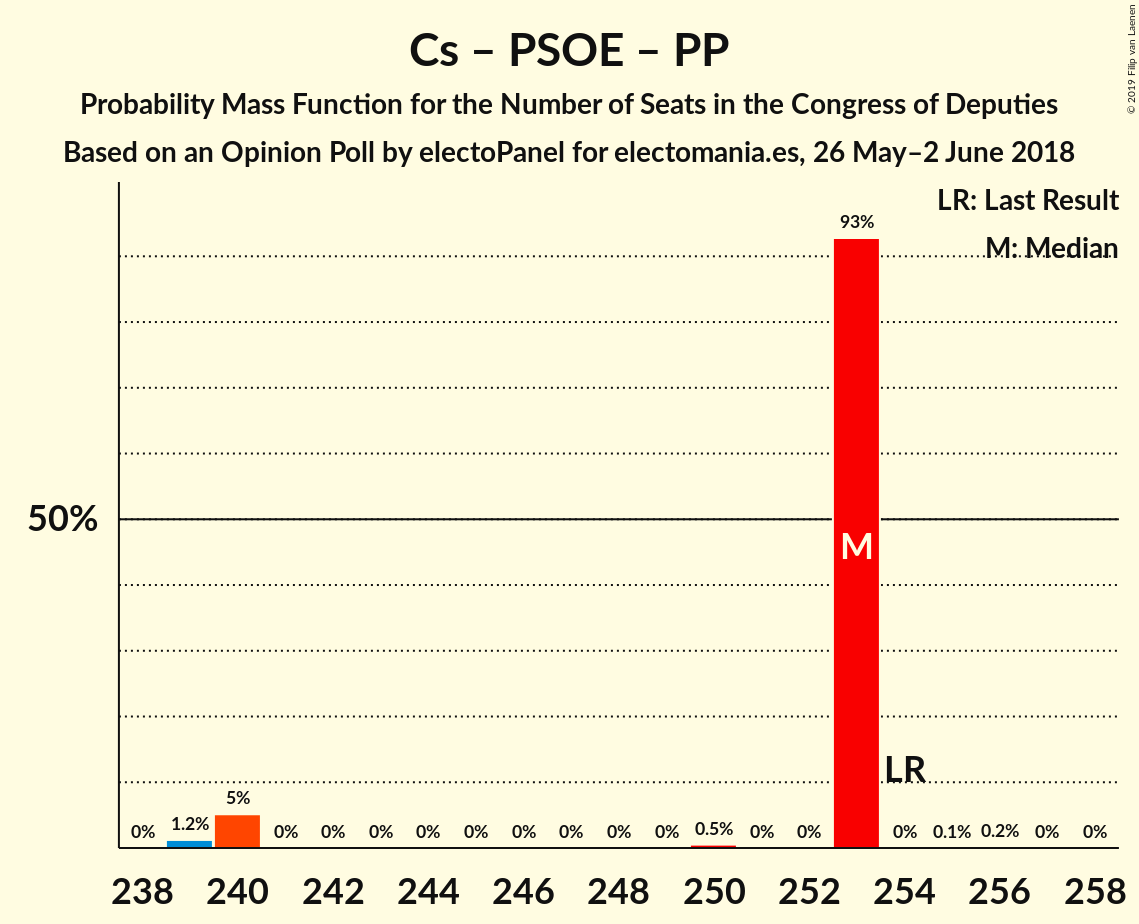 Cs – PSOE – PP
Probability Mass Function for the Number of Seats in the Congress of Deputies
Based on an Opinion Poll by electoPanel for electomania.es, 26 May–2 June 2018
© 2019 Filip van Laenen
LR: Last Result
M: Median
50%
0% 1.2% 5% 0% 0% 0% 0% 0% 0% 0% 0% 0% 0.5% 0% 0% 93% 0% 0.1% 0.2% 0% 0%
M
LR
238 240 242 244 246 248 250 252 254 256 258